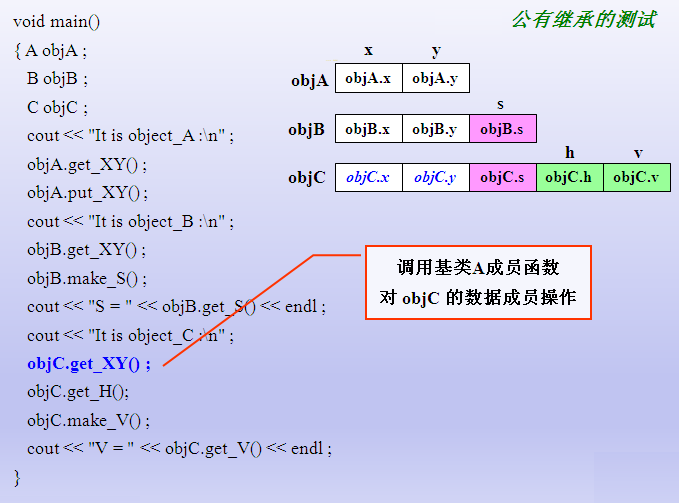 公有继承的测试
void main()
{ A objA ;
B objB ;
C objC ;
cout << "It is object_A :\n" ;
objA.get_XY() ;
objA.put_XY() ;
cout << "It is object_B :\n" ;
objB.get_XY() ;
objB.make_S() ;
cout << "S = " << objB.get_S() << endl ;
cout << "It is object_C :\n" ;
objC.get_XY() ;
objC.get_H();
objC.make_V() ;
cout << "V = " << objC.get_V() << endl ;
}
x y
objA objA.x objA.y
s
objB objB.x objB.y objB.s
h v
objC objC.x objC.y objC.s objC.h objC.v
调用基类A成员函数
对 objC 的数据成员操作